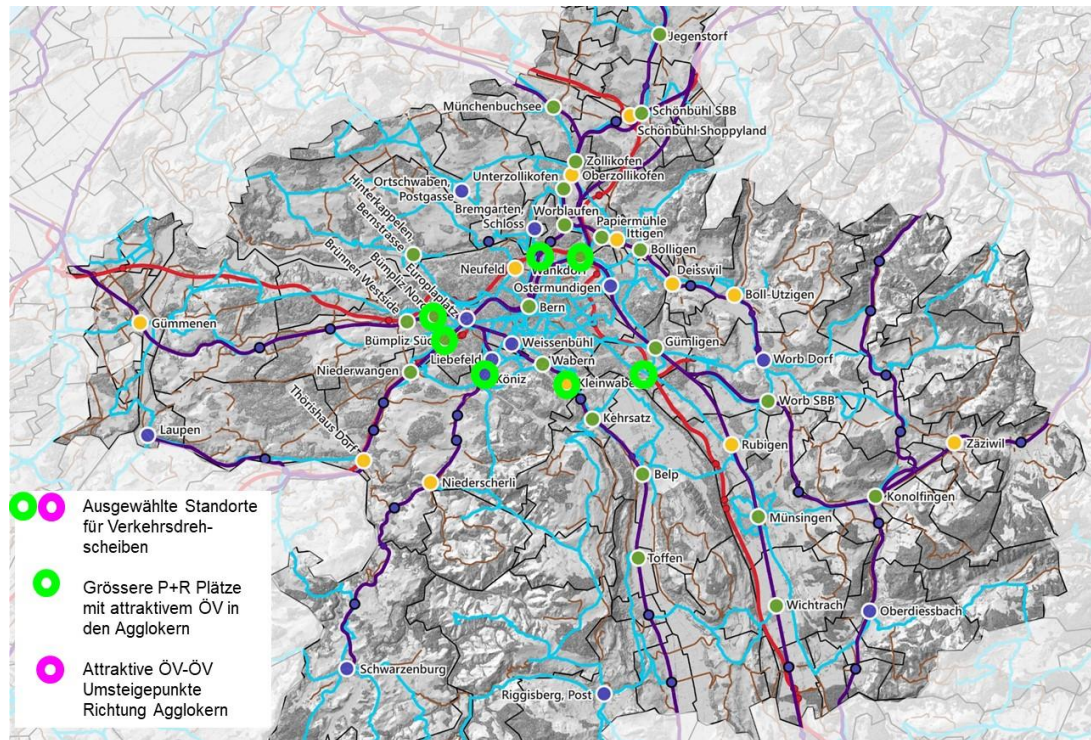 Jegenstorf
Münchenbuchsee
Schönbühl SBB
Schönbühl Shoppyland
Zollikofen
Unterzollikofen
Oberzollikofen
Ortschwaben,
Postgasse
Hinterkappelen,
Bernstrasse
Bremgarten,
Schloss
Worblaufen
Papiermühle
Ittigen
Bolligen
Brünnen Westside
Bümpliz Nord
Europaplatz
Neufeld
Wankdorf
Ostermundigen
Deisswil
Boll-Utzigen
Gümmenen
Bern
Bümpliz Süd
Weissenbühl
Liebefeld
Gümligen
Worb Dorf
Niederwangen
Köniz
Wabern
Kleinwabern
Worb SBB
Kehrsatz
Laupen
Thörishaus Dorf
Rubigen
Zäziwil
Niederscherli
Belp
Konolfingen
Münsingen
Toffen
Wichtrach
Oberdiessbach
Schwarzenburg
Riggisberg, Post
Ausgewählte Standorte
für Verkehrsdreh-
scheiben
Grössere P+R Plätze
mit attraktivem ÖV in
den Agglokern
Attraktive ÖV-ÖV
Umsteigepunkte
Richtung Agglokern